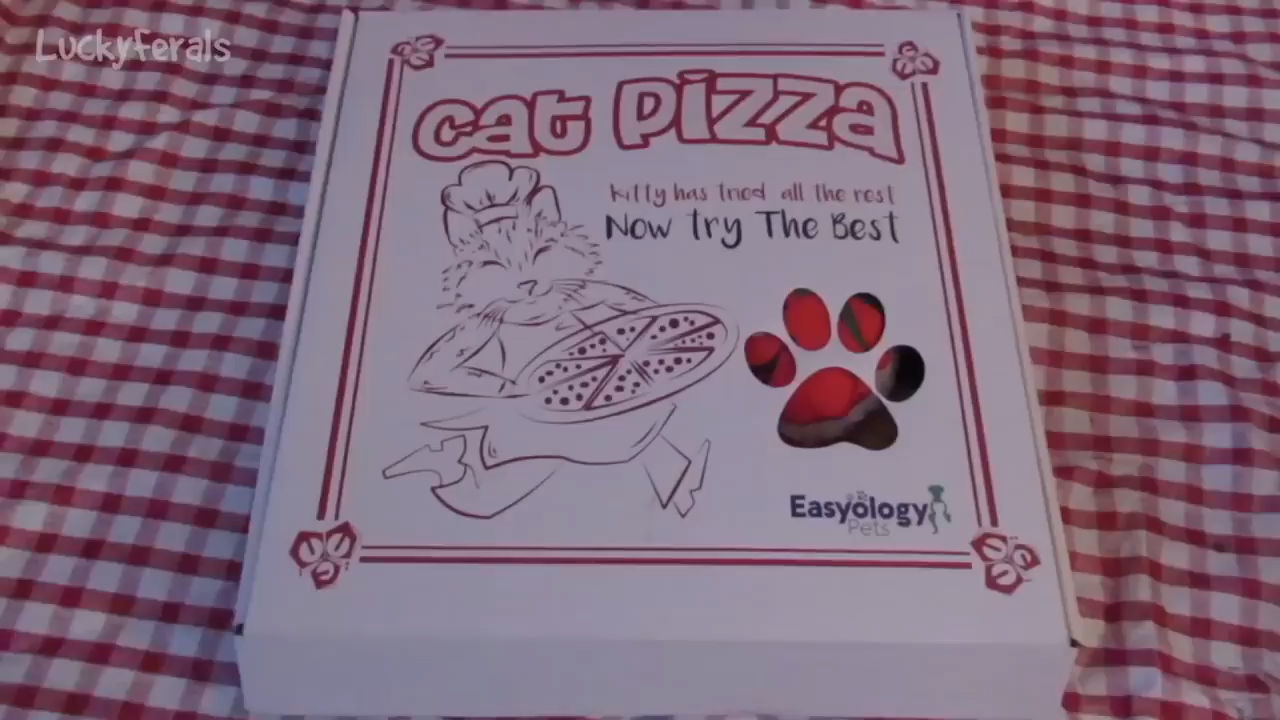 Luckyferals
Cat Pizza
kitty has tried all the rest
Now try The Best
Easyology
Pets